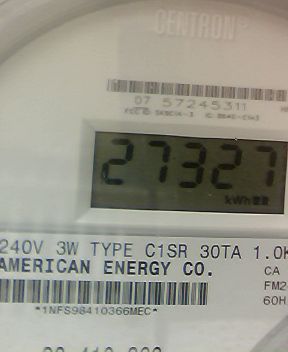 CENTRON®
07 57245311
27327
kWh
240V 3W TYPE C1SR 30TA 1.0K
AMERICAN ENERGY CO.
CA
FM2
60H
*1NFS98410366MEC*